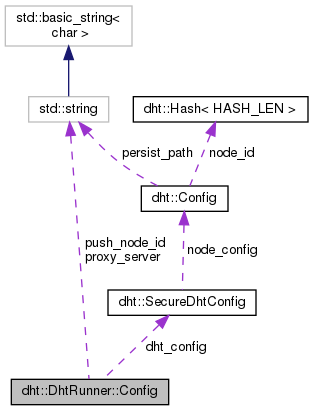 std::basic_string<
char >
std::string
dht::Hash< HASH_LEN >
persist_path
node_id
dht::Config
push_node_id
proxy_server
node_config
dht::SecureDhtConfig
dht_config
dht::DhtRunner::Config